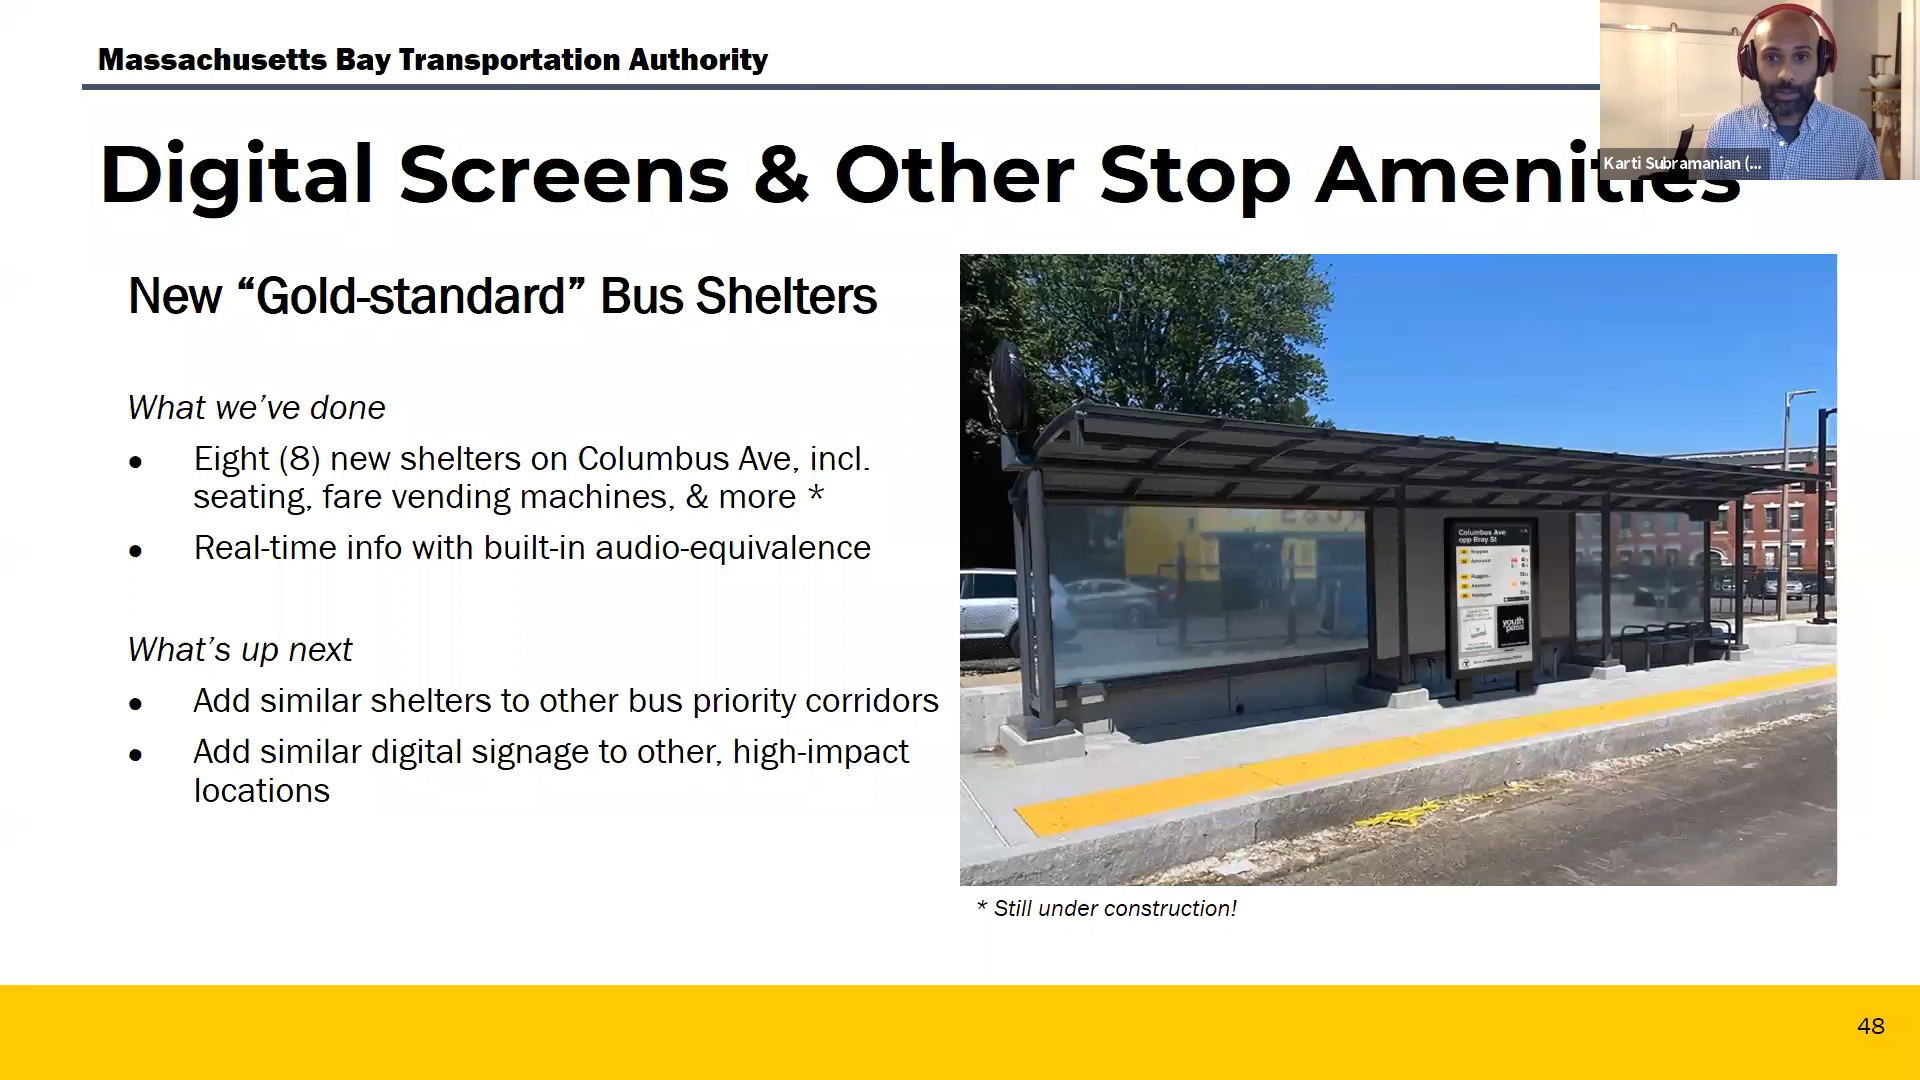 Massachusetts Bay Transportation Authority
Karti Subramanian (...
Digital Screens & Other Stop Amenities
New “Gold-standard” Bus Shelters
What we’ve done
● Eight (8) new shelters on Columbus Ave, incl.
seating, fare vending machines, & more *
● Real-time info with built-in audio-equivalence
What’s up next
● Add similar shelters to other bus priority corridors
● Add similar digital signage to other, high-impact
locations
Columbus Ave
opp Bray St
Ruggles
Ruggles
youth
pass
* Still under construction!
48